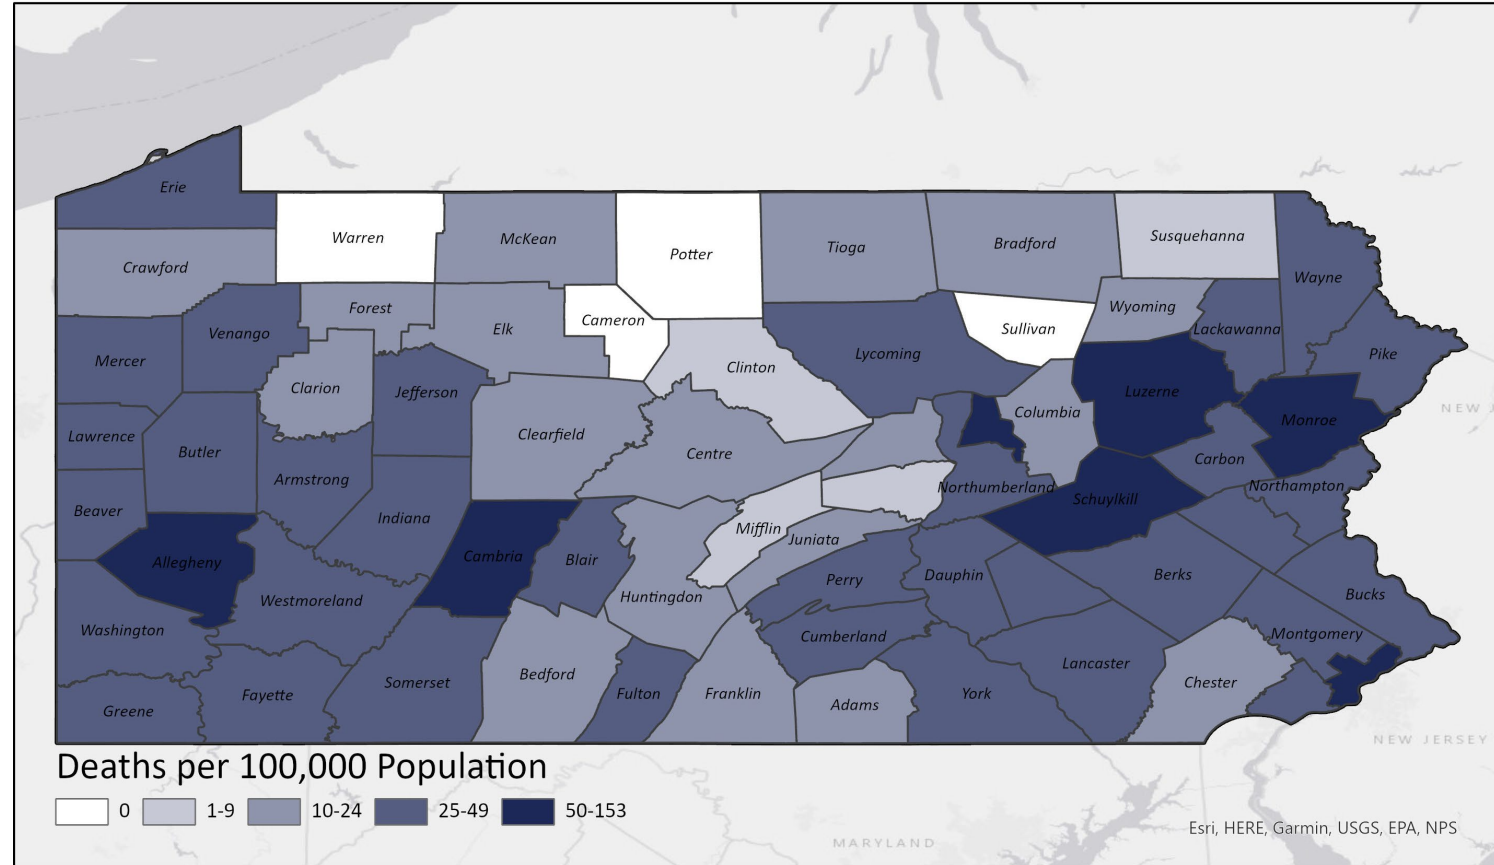 Erie
Warren
McKean
Potter
Tioga
Bradford
Susquehanna
Wayne
Crawford
Forest
Elk
Cameron
Sullivan
Wyoming
Lackawanna
Venango
Mercer
Clarion
Jefferson
Clinton
Lycoming
Pike
Luzerne
Columbia
Monroe
NEW J
Lawrence
Butler
Armstrong
Clearfield
Centre
Carbon
Northumberland
Northampton
Schuylkill
Beaver
Indiana
Mifflin
Juniata
Allegheny
Cambria
Blair
Huntingdon
Perry
Dauphin
Berks
Bucks
Westmoreland
Washington
Cumberland
Montgomery
Lancaster
Greene
Fayette
Somerset
Bedford
Fulton
Franklin
Adams
York
Chester
NEW JERSEY
Deaths per 100,000 Population
0 1-9 10-24 25-49 50-153
Esri, HERE, Garmin, USGS, EPA, NPS
MARYLAND